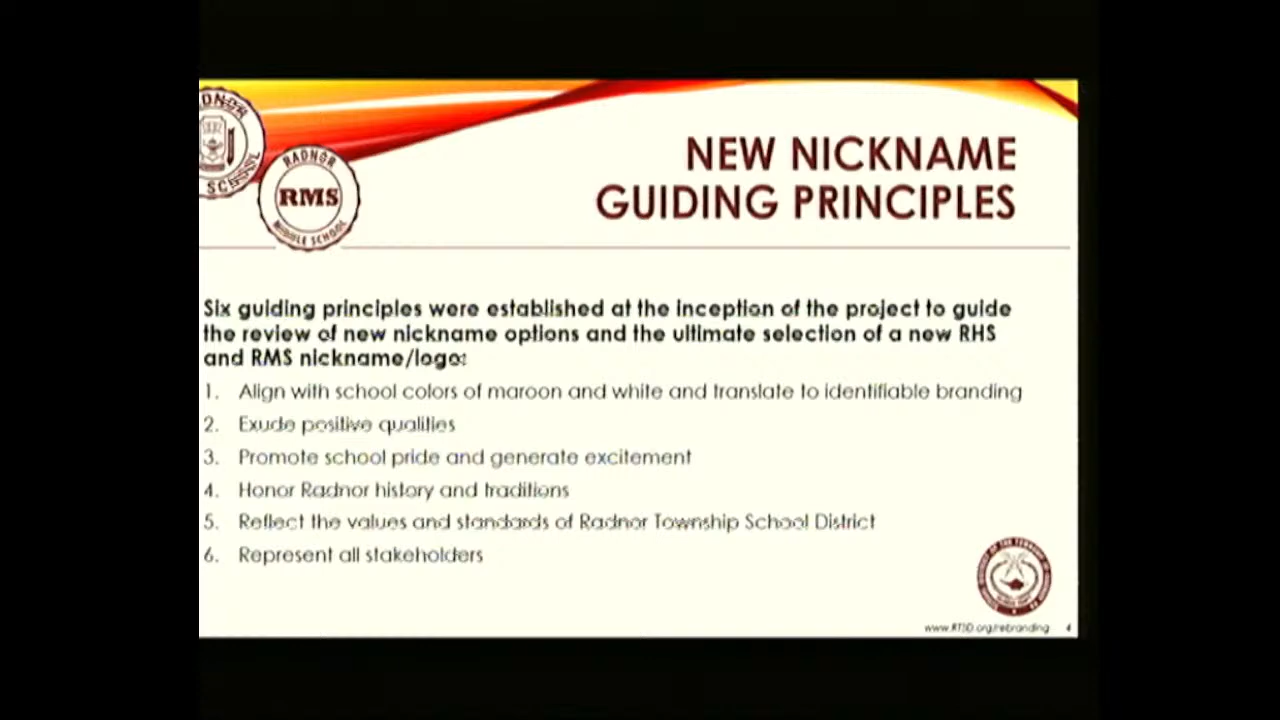 NEW NICKNAME
GUIDING PRINCIPLES
RADNOR
RMS
MIDDLE SCHOOL
Six guiding principles were established at the inception of the project to guide
the review of new nickname options and the ultimate selection of a new RHS
and RMS nickname/logo:
1. Align with school colors of maroon and white and translate to identifiable branding
2. Exude positive qualities
3. Promote school pride and generate excitement
4. Honor Radnor history and traditions
5. Reflect the values and standards of Radnor Township School District
6. Represent all stakeholders
www.RTSD.org/rebranding 4